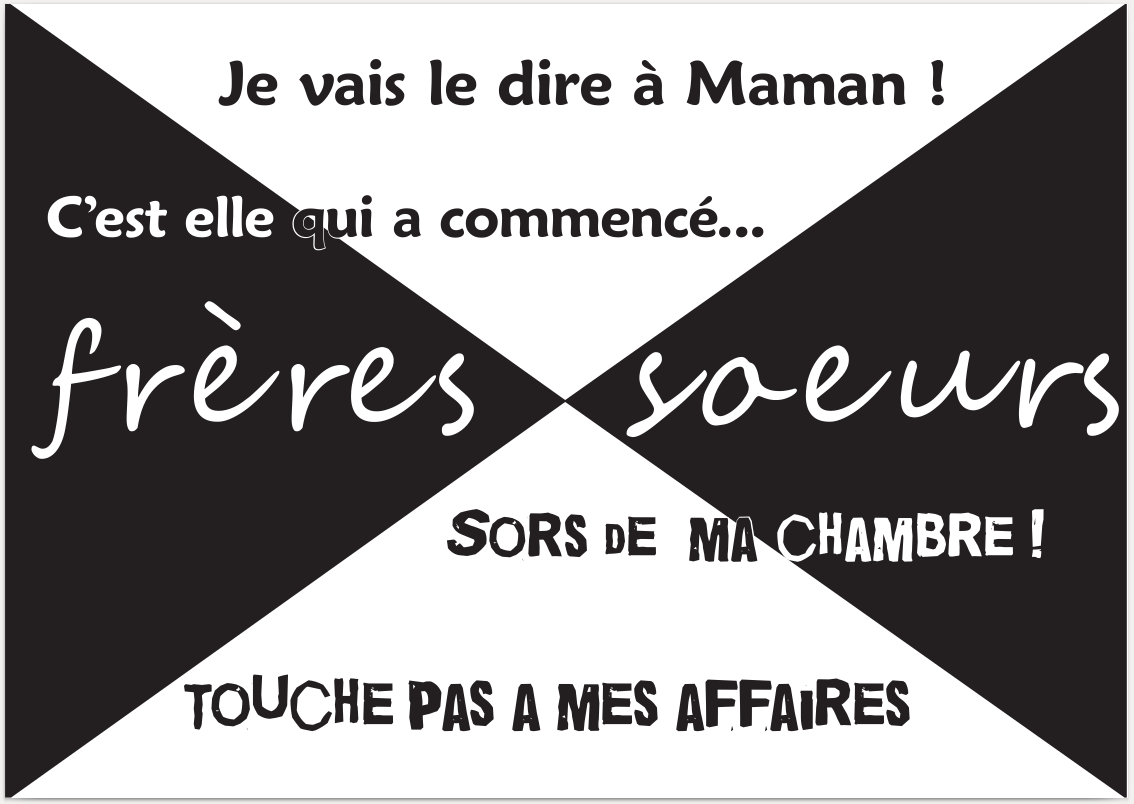 Je vais le dire à Maman !
C’est elle qui a commencé...
frères soeurs
SORS DE MA CHAMBRE !
TOUCHE PAS A MES AFFAIRES